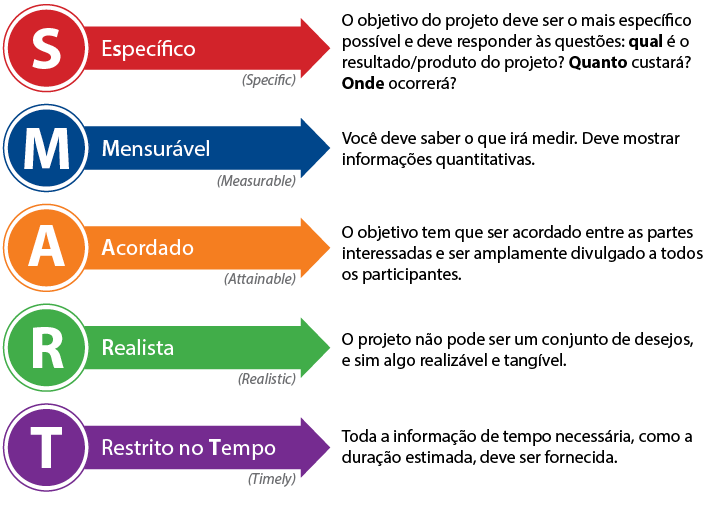 S
Específico
(Specific)
O objetivo do projeto deve ser o mais específico
possível e deve responder às questões: qual é o
resultado/produto do projeto? Quanto custará?
Onde ocorrerá?
M
Mensurável
(Measurable)
Você deve saber o que irá medir. Deve mostrar
informações quantitativas.
A
Acordado
(Attainable)
O objetivo tem que ser acordado entre as partes
interessadas e ser amplamente divulgado a todos
os participantes.
R
Realista
(Realistic)
O projeto não pode ser um conjunto de desejos,
e sim algo realizável e tangível.
T
Restrito no Tempo
(Timely)
Toda a informação de tempo necessária, como a
duração estimada, deve ser fornecida.